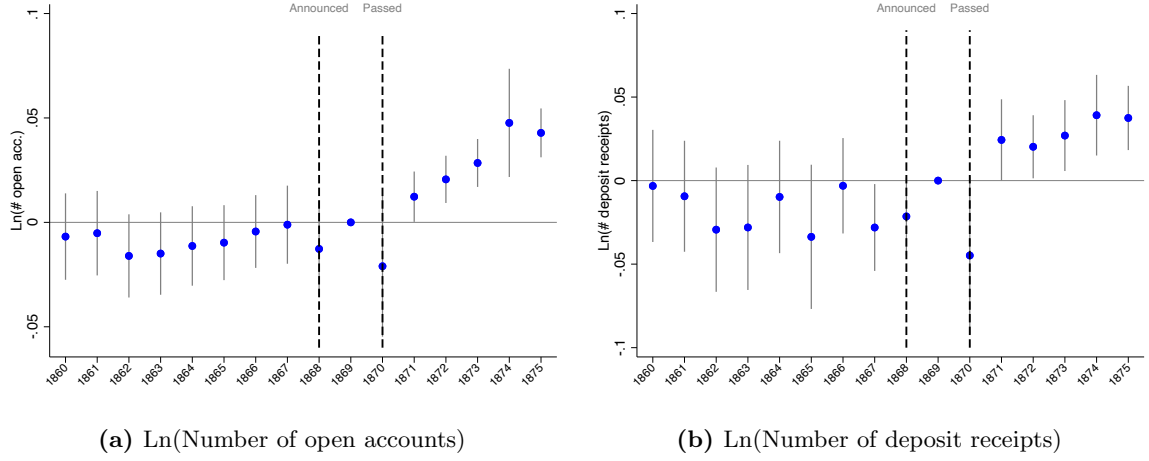 Announced Passed
.1
.05
0
-.05
Ln(# open acc.)
1860 1861 1862 1863 1864 1865 1866 1867 1868 1869 1870 1871 1872 1873 1874 1875
(a) Ln(Number of open accounts)
Announced Passed
.1
.05
0
-.05
-.1
Ln(# deposit receipts)
1860 1861 1862 1863 1864 1865 1866 1867 1868 1869 1870 1871 1872 1873 1874 1875
(b) Ln(Number of deposit receipts)